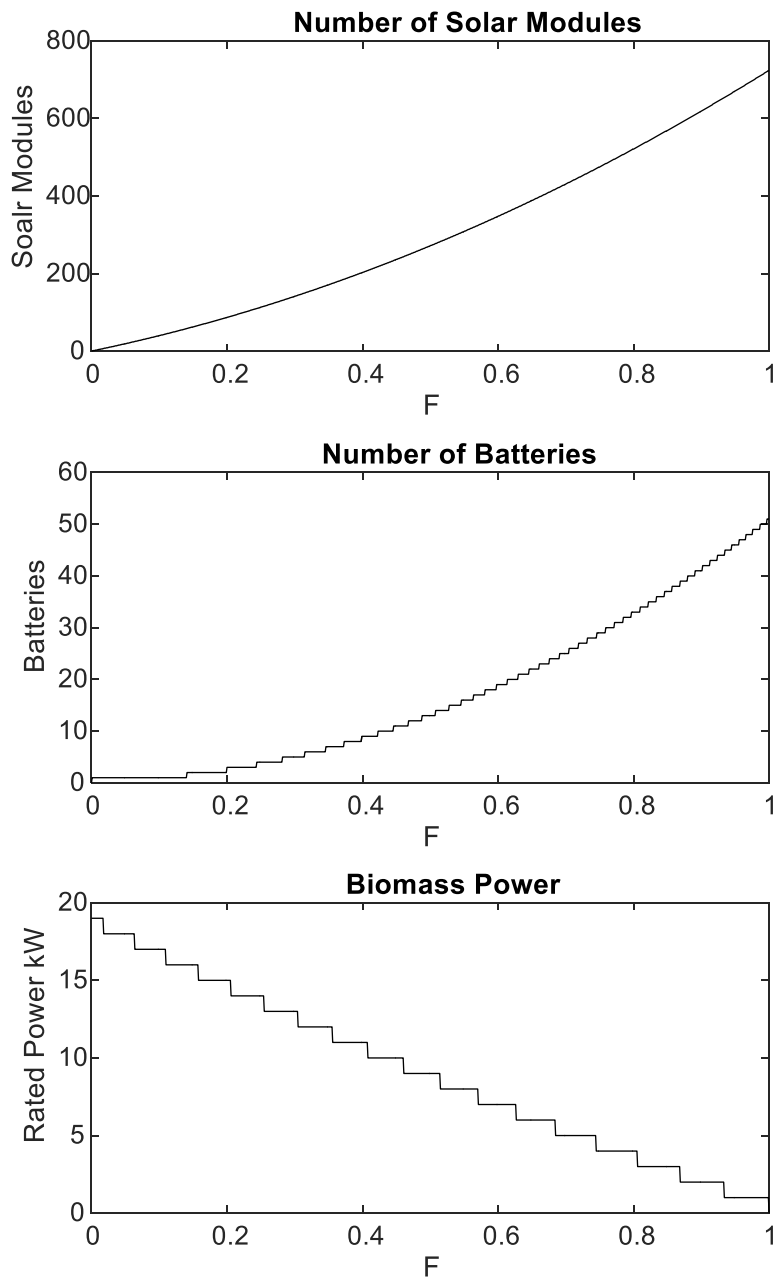 Number of Solar Modules
800
600
400
200
0
Soalr Modules
0 0.2 0.4 0.6 0.8 1
F
Number of Batteries
60
50
40
30
20
10
0
Batteries
0 0.2 0.4 0.6 0.8 1
F
Biomass Power
20
15
10
5
0
Rated Power kW
0 0.2 0.4 0.6 0.8 1
F